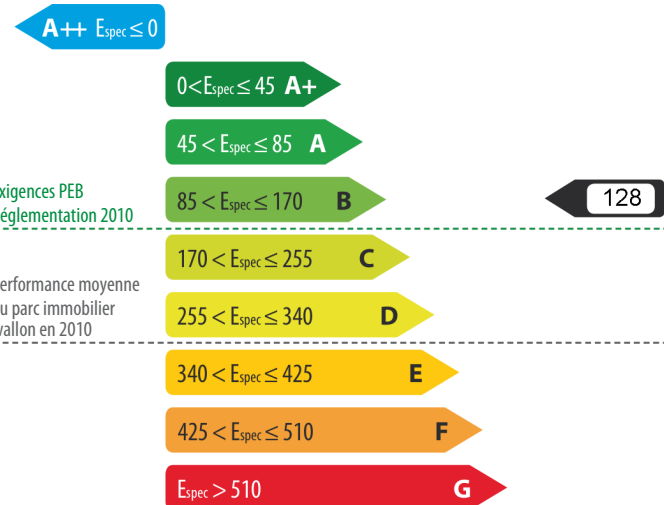 A++ Espec ≤ 0
0<Espec ≤ 45 A+
45 < Espec ≤ 85 A
xigences PEB
églementation 2010
85 < Espec ≤ 170 B
128
170 < Espec ≤ 255 C
erformance moyenne
u parc immobilier
wallon en 2010
255 < Espec ≤ 340 D
340 < Espec ≤ 425 E
425 < Espec ≤ 510 F
Espec > 510 G